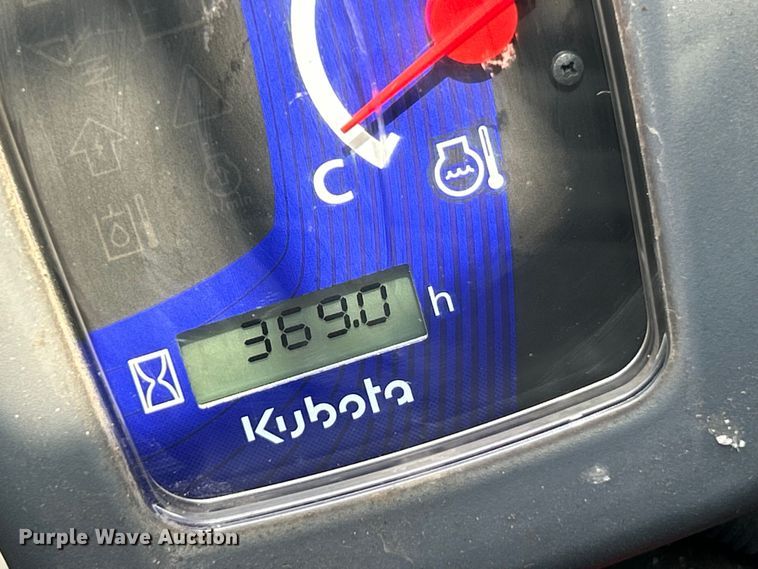 C
369.0 h
Kubota
Purple Wave Auction